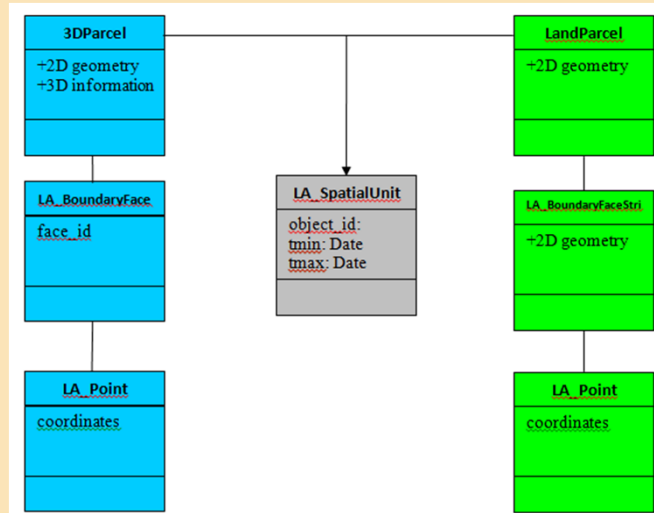 3DParcel
+2D geometry
+3D information
LandParcel
+2D geometry
LA_BoundaryFace
face_id
LA_SpatialUnit
object_id:
tmin: Date
tmax: Date
LA_BoundaryFaceStri
+2D geometry
LA_Point
coordinates
LA_Point
coordinates